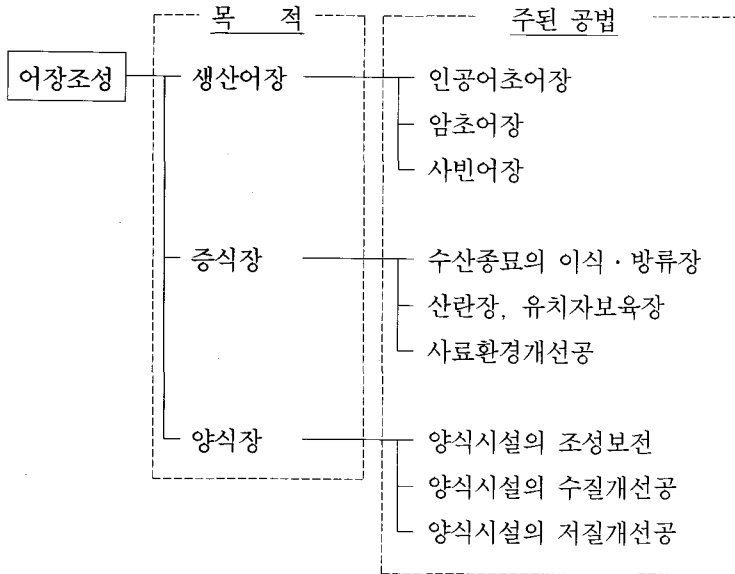 목 적
주된 공법
어장조성
생산어장
인공어초어장
암초어장
사빈어장
증식장
수산종묘의 이식·방류장
산란장, 유치자보육장
사료환경개선공
양식장
양식시설의 조성보전
양식시설의 수질개선공
양식시설의 저질개선공